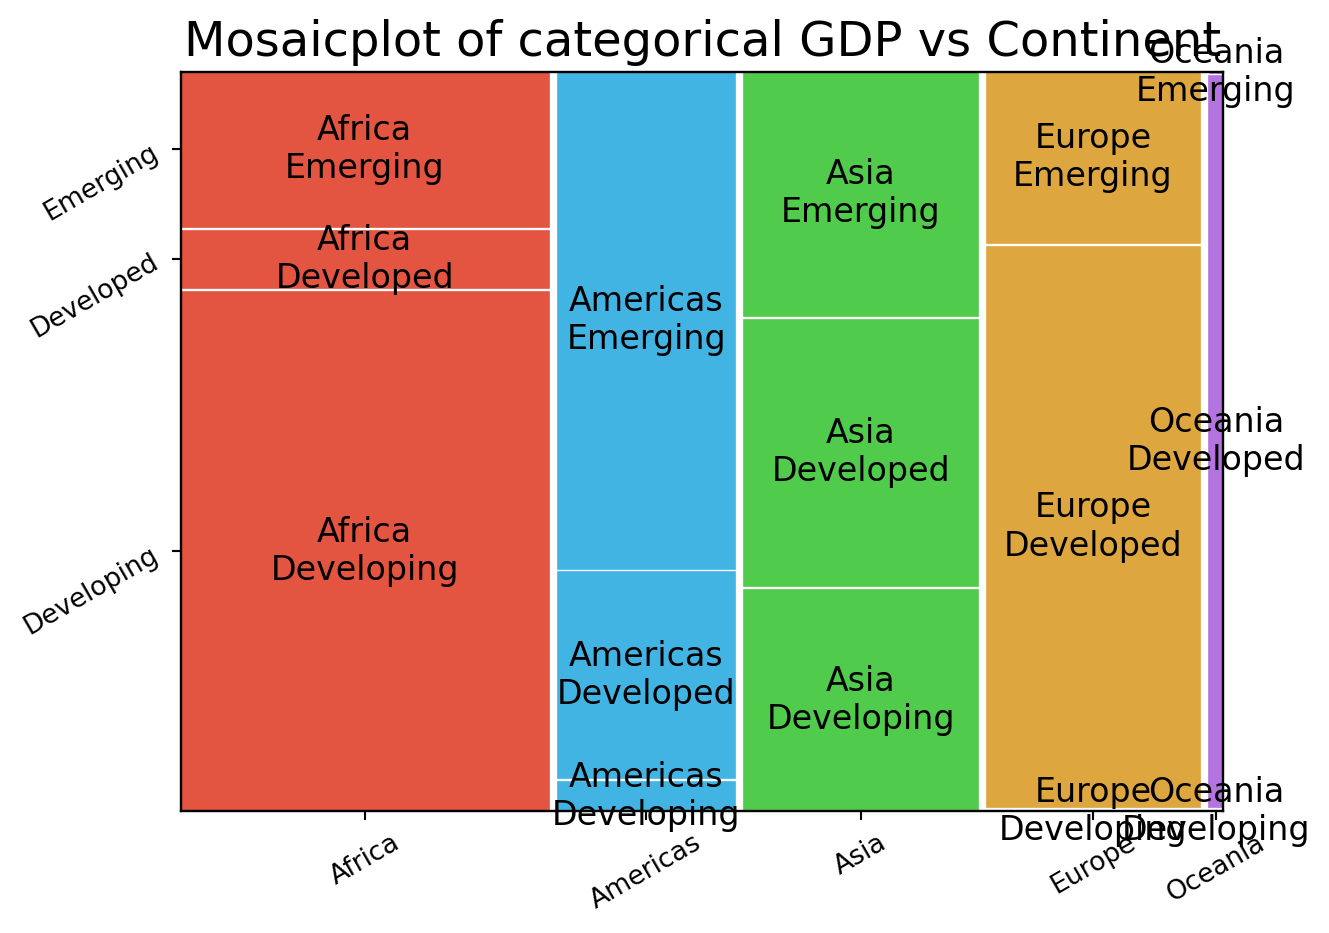 Mosaicplot of categorical GDP vs Continent
Oceania
Emerging
Africa
Emerging
Europe
Emerging
Asia
Emerging
Emerging
Africa
Developed
Developed
Americas
Emerging
Oceania
Developed
Asia
Developed
Europe
Developed
Africa
Developing
Developing
Americas
Developed
Asia
Developing
Americas
Developing
Europe
Developing
Oceania
Developing
Africa
Americas
Asia
Europe
Oceania